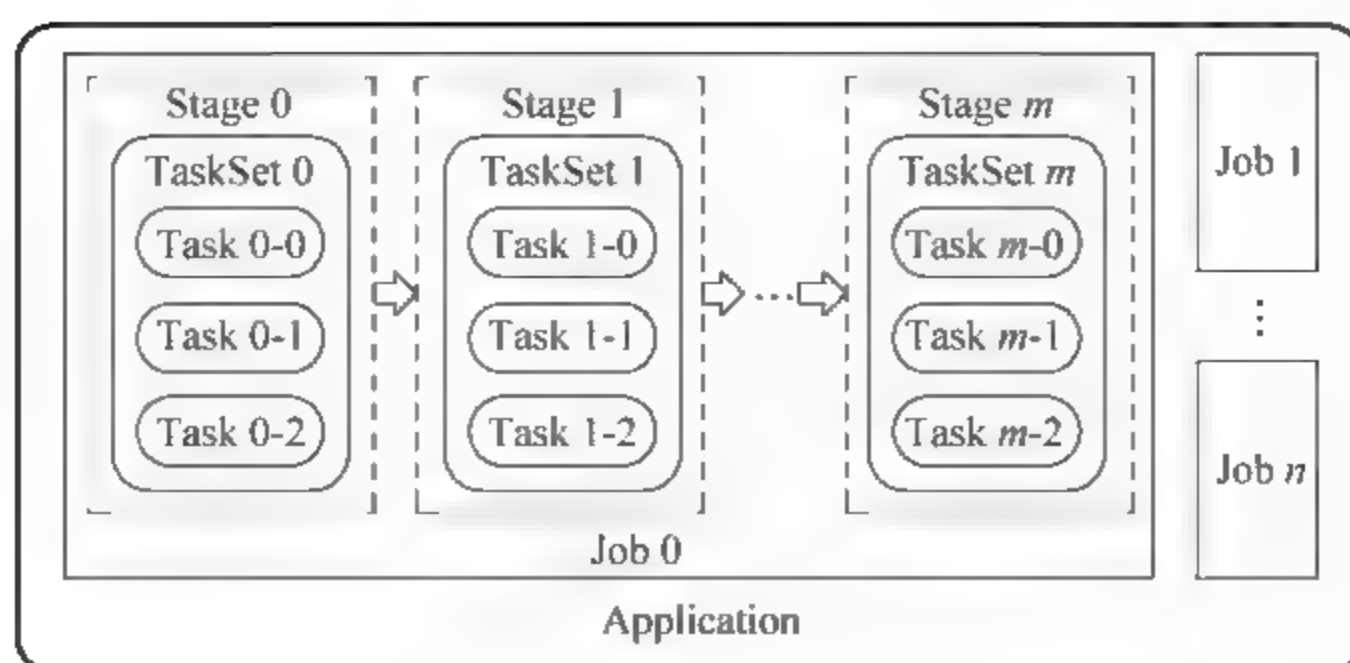 Stage 0
TaskSet 0
Task 0-0
Task 0-1
Task 0-2
Stage 1
TaskSet 1
Task 1-0
Task 1-1
Task 1-2
...
Stage m
TaskSet m
Task m-0
Task m-1
Task m-2
Job 0
Job 1
⋮
Job n
Application